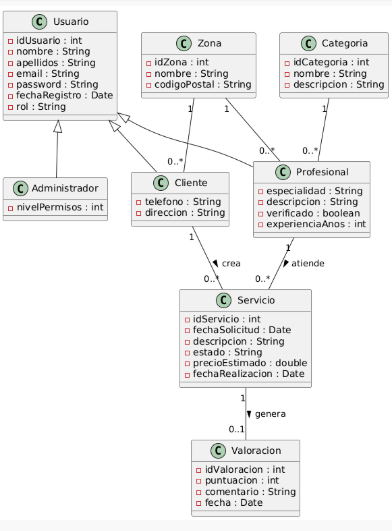 C Usuario
idUsuario : int
nombre : String
apellidos : String
email : String
password : String
fechaRegistro : Date
rol : String
C Zona
idZona : int
nombre : String
codigoPostal : String
C Categoria
idCategoria : int
nombre : String
descripcion : String
1
1
1
0..*
0..*
0..*
C Administrador
nivelPermisos : int
C Cliente
telefono : String
direccion : String
C Profesional
especialidad : String
descripcion : String
verificado : boolean
experienciaAnos : int
1
1
crea
atiende
0..*
0..*
C Servicio
idServicio : int
fechaSolicitud : Date
descripcion : String
estado : String
precioEstimado : double
fechaRealizacion : Date
1
genera
0..1
C Valoracion
idValoracion : int
puntuacion : int
comentario : String
fecha : Date